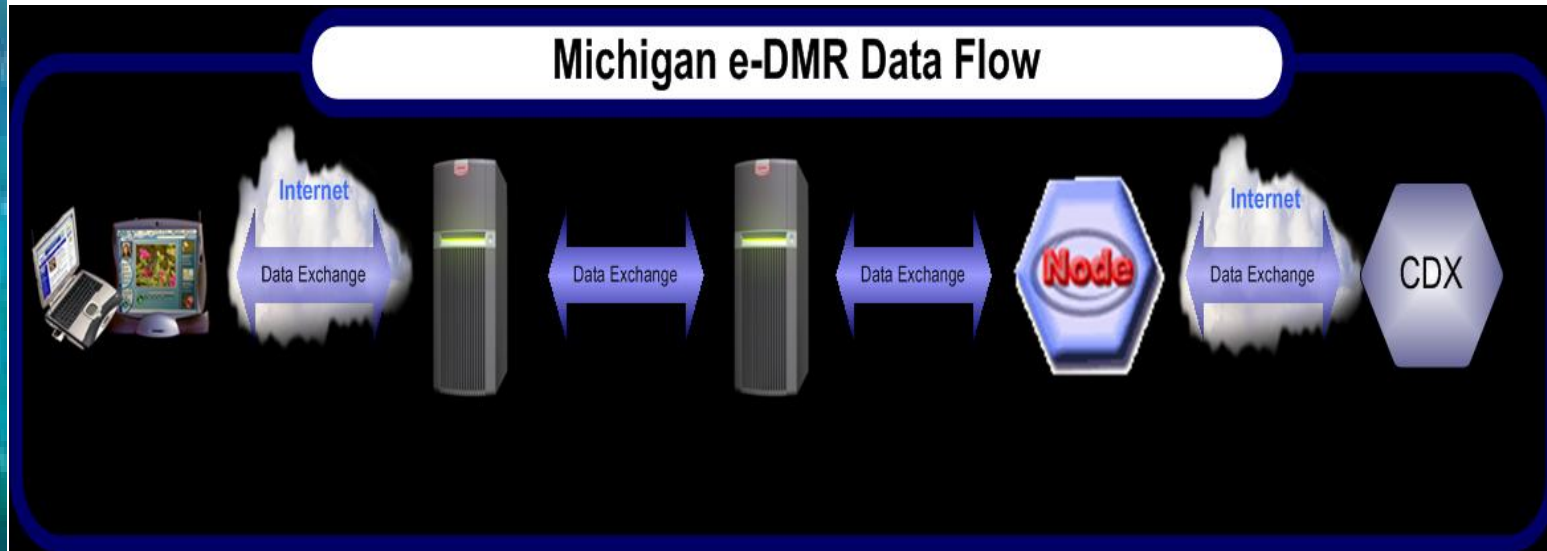 Michigan e-DMR Data Flow
Internet
Data Exchange
Data Exchange
Data Exchange
Node
Internet
Data Exchange
CDX